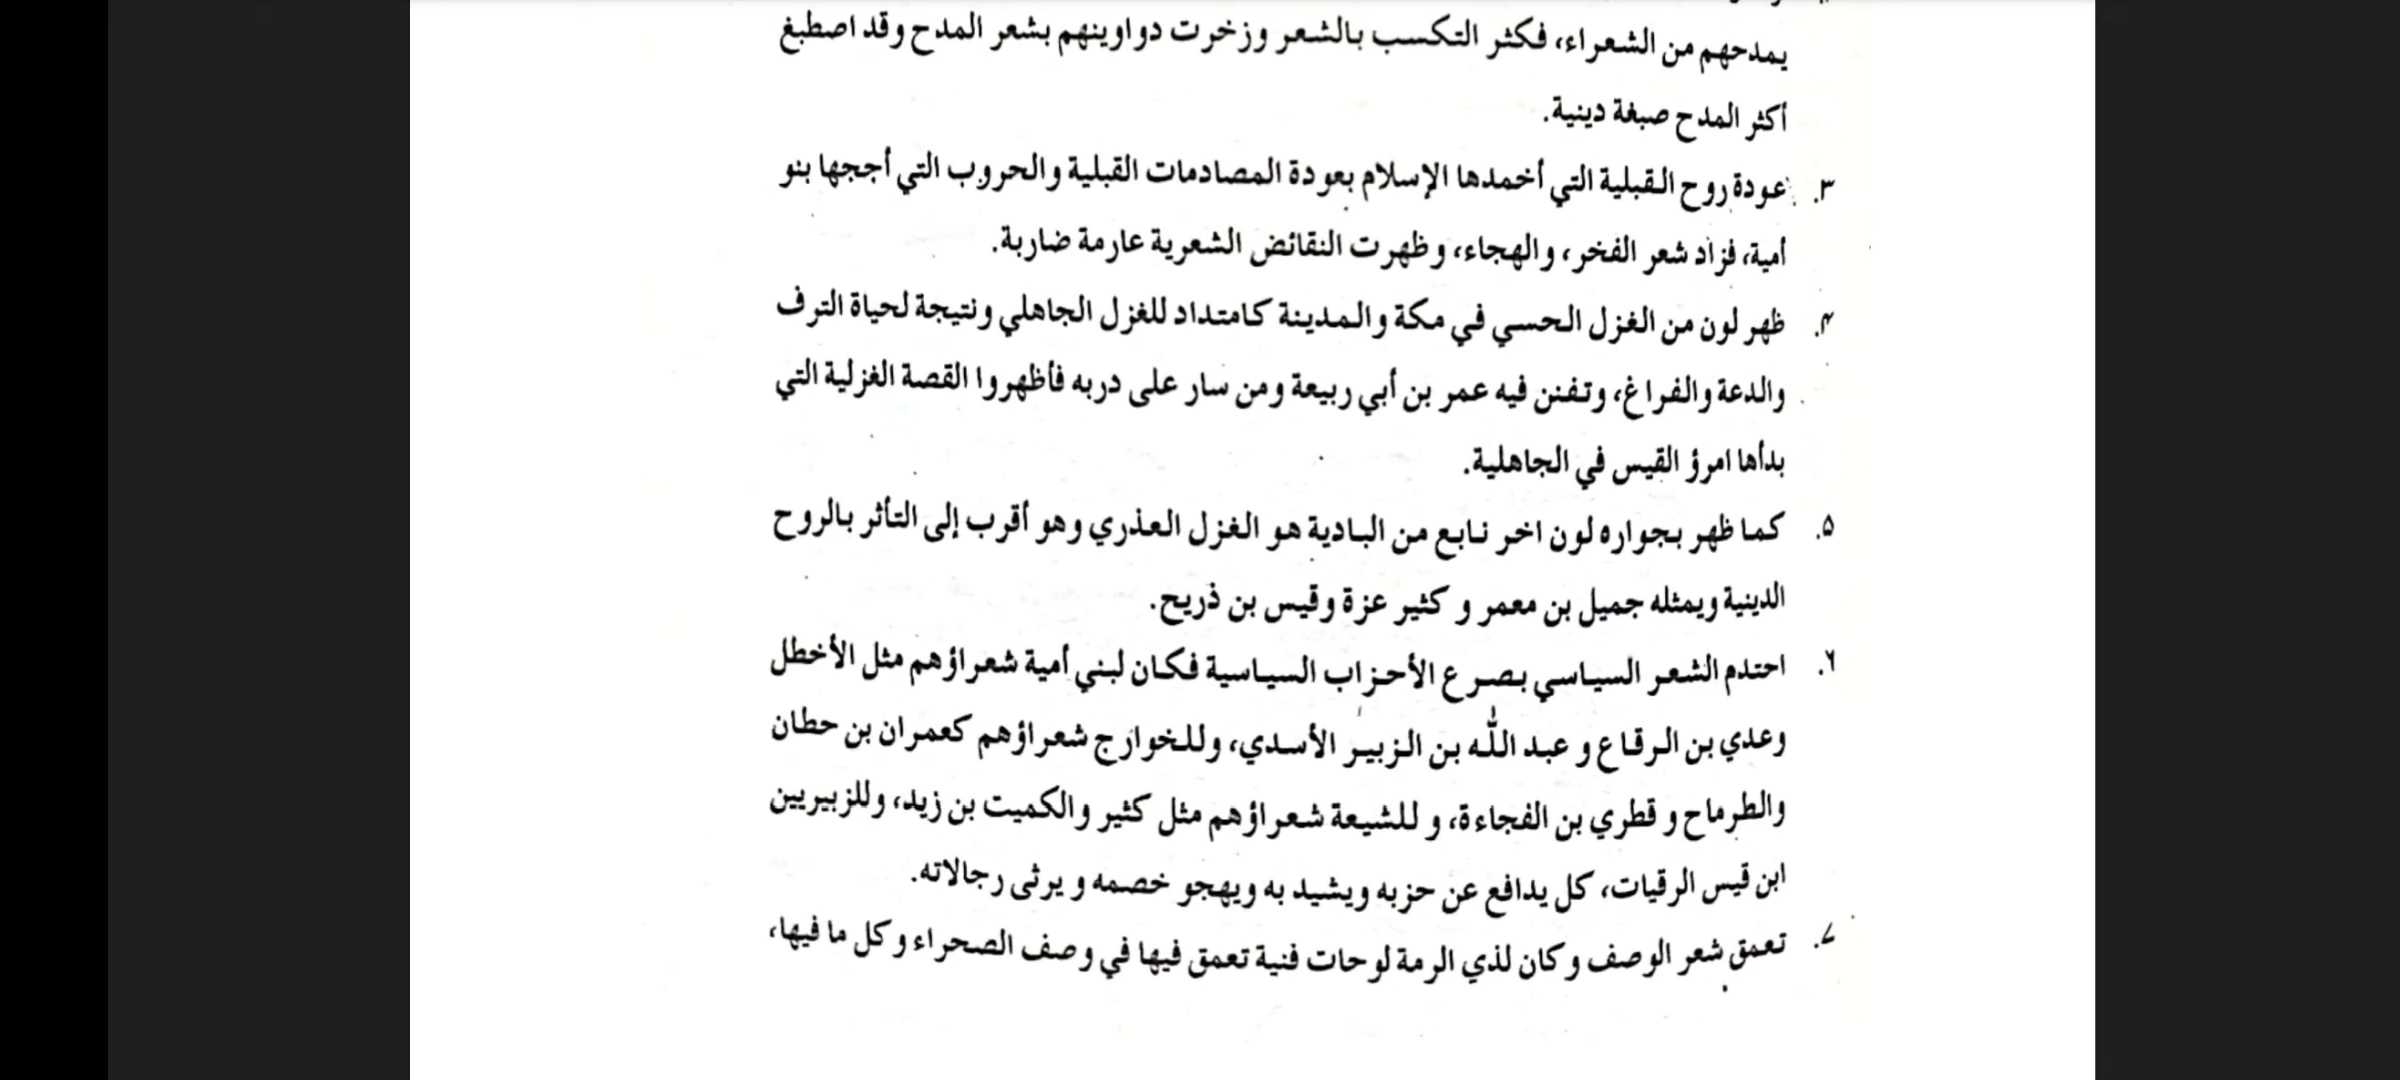 يمدحهم من الشعراء، فكثر التكسب بالشعر وزخرت دواوينهم بشعر المدح وقد اصطبغ
أكثر المدح صبغة دينية.
٣. عودة روح القبلية التي أخمدها الإسلام بعودة المصادمات القبلية والحروب التي أججها بنو
أمية، فزاد شعر الفخر، والهجاء، وظهرت النقائض الشعرية عارمة ضاربة.
۴. ظهر لون من الغزل الحسي في مكة والمدينة كامتداد للغزل الجاهلي ونتيجة لحياة الترف
والدعة والفراغ، وتفنن فيه عمر بن أبي ربيعة ومن سار على دربه فأظهروا القصة الغزلية التي
بدأها امرؤ القيس في الجاهلية.
۵. كما ظهر بجواره لون اخر نابع من البادية هو الغزل العذري وهو أقرب إلى التأثر بالروح
الدينية ويمثله جميل بن معمر و كثير عزة وقيس بن ذريح.
٦. احتدم الشعر السياسي بصرع الأحزاب السياسية فكان لبني أمية شعراؤهم مثل الأخطل
وعدي بن الرقاع و عبد الله بن الزبير الأسدي، وللخوارج شعراؤهم كعمران بن حطان
والطرماح و قطري بن الفجاءة، و للشيعة شعراؤهم مثل كثير والكميت بن زيد، وللزبيريين
ابن قيس الرقيات، كل يدافع عن حزبه ويشيد به ويهجو خصمه و يرثى رجالاته.
٧. تعمق شعر الوصف وكان لذي الرمة لوحات فنية تعمق فيها في وصف الصحراء وكل ما فيها،